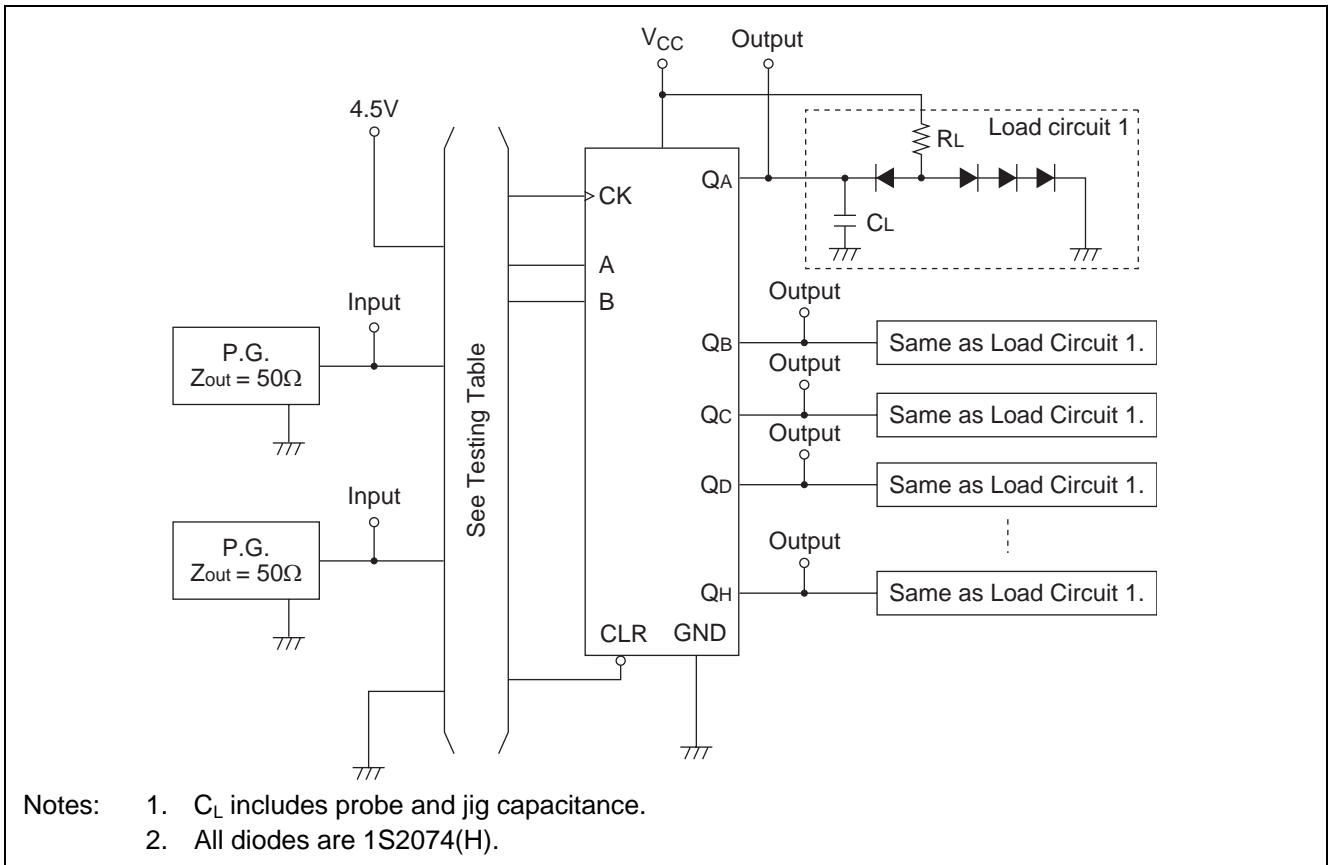 VCC
Output
4.5V
Load circuit 1
RL
QA
CK
CL
A
Input
B
Output
P.G.
Zout = 50Ω
QB
Same as Load Circuit 1.
Output
See Testing Table
QC
Same as Load Circuit 1.
Output
Input
QD
Same as Load Circuit 1.
P.G.
Zout = 50Ω
Output
QH
Same as Load Circuit 1.
CLR GND
Notes: 1. CL includes probe and jig capacitance.
2. All diodes are 1S2074(H).